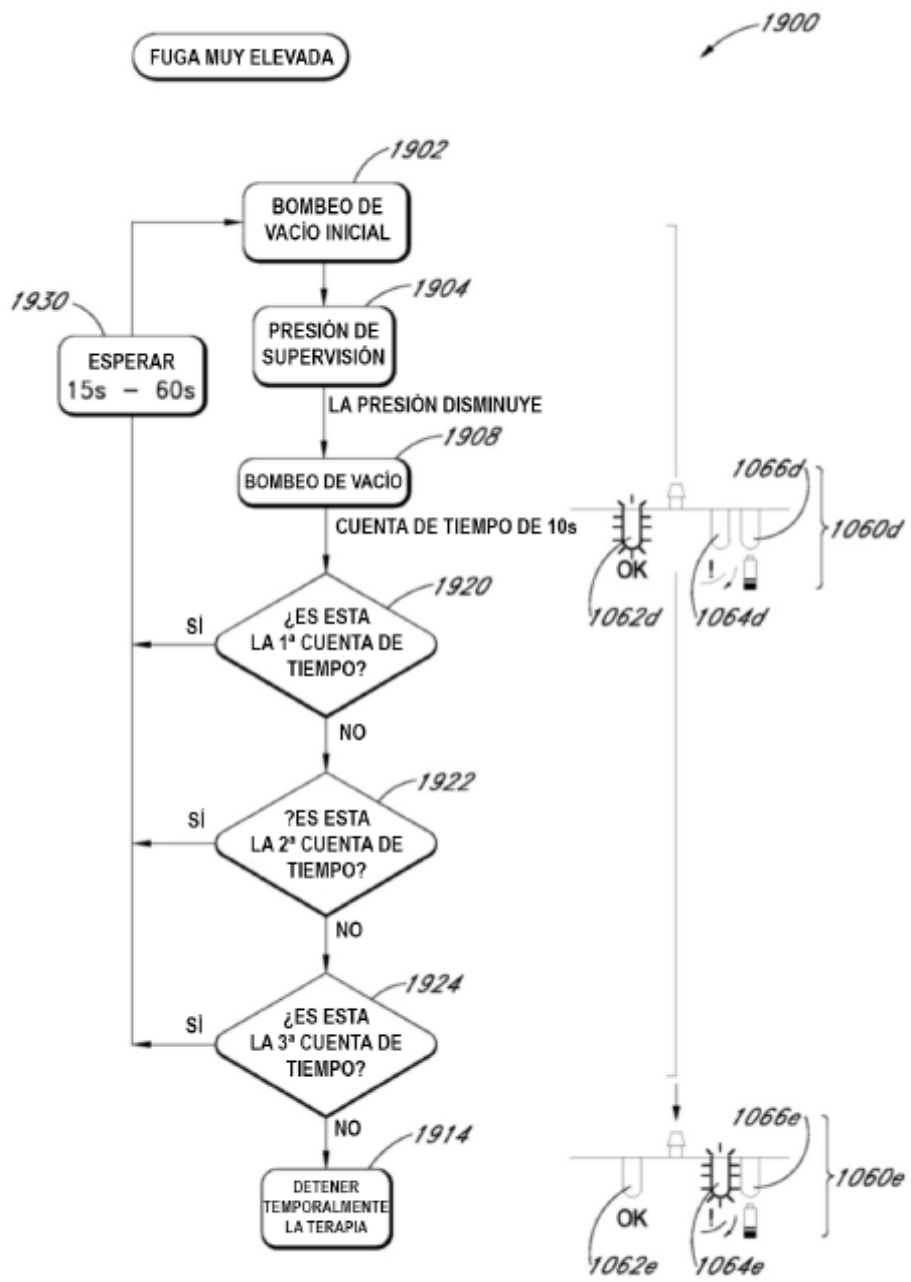 1900
FUGA MUY ELEVADA
1902
BOMBEO DE
VACÍO INICIAL
1930
ESPERAR
15s - 60s
1904
PRESIÓN DE
SUPERVISIÓN
LA PRESIÓN DISMINUYE
1908
BOMBEO DE VACÍO
CUENTA DE TIEMPO DE 10s
1920
¿ES ESTA
LA 1ª CUENTA DE
TIEMPO?
SÍ
NO
1922
?ES ESTA
LA 2ª CUENTA DE
TIEMPO?
SÍ
NO
1924
¿ES ESTA
LA 3ª CUENTA DE
TIEMPO?
SÍ
NO
1914
DETENER
TEMPORALMENTE
LA TERAPIA
1066d
1060d
OK
!
1062d
1064d
1066e
1060e
OK
!
1062e
1064e